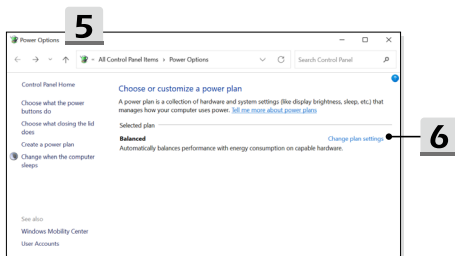 5
Power Options
All Control Panel Items › Power Options
Search Control Panel
Control Panel Home
Choose what the power
buttons do
Choose what closing the lid
does
Create a power plan
Change when the computer
sleeps
Choose or customize a power plan
A power plan is a collection of hardware and system settings (like display brightness, sleep, etc.) that
manages how your computer uses power. Tell me more about power plans
Selected plan
Balanced
Change plan settings
6
Automatically balances performance with energy consumption on capable hardware.
See also
Windows Mobility Center
User Accounts